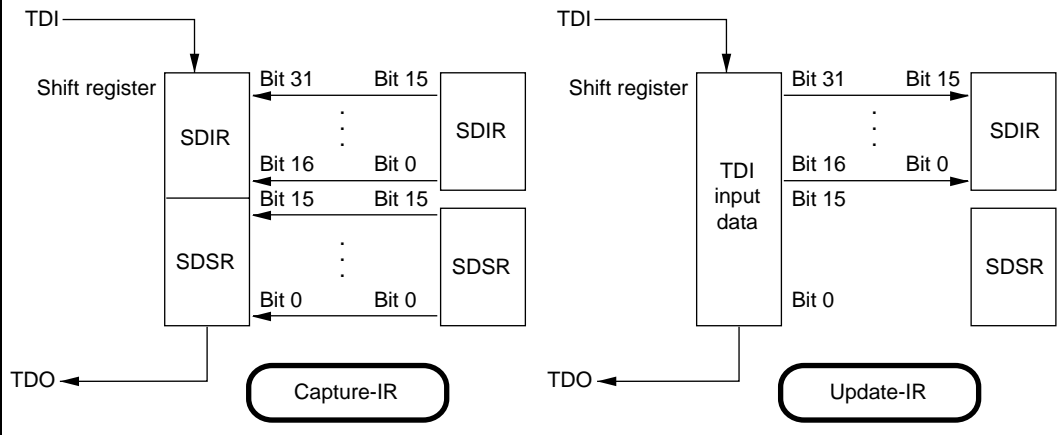 TDI
Shift register
SDIR
SDSR
Bit 31 Bit 15
Bit 16 Bit 0
Bit 15 Bit 15
Bit 0 Bit 0
SDIR
SDSR
TDO
Capture-IR
TDI
Shift register
TDI
input
data
Bit 31 Bit 15
Bit 16 Bit 0
Bit 15
Bit 0
SDIR
SDSR
TDO
Update-IR